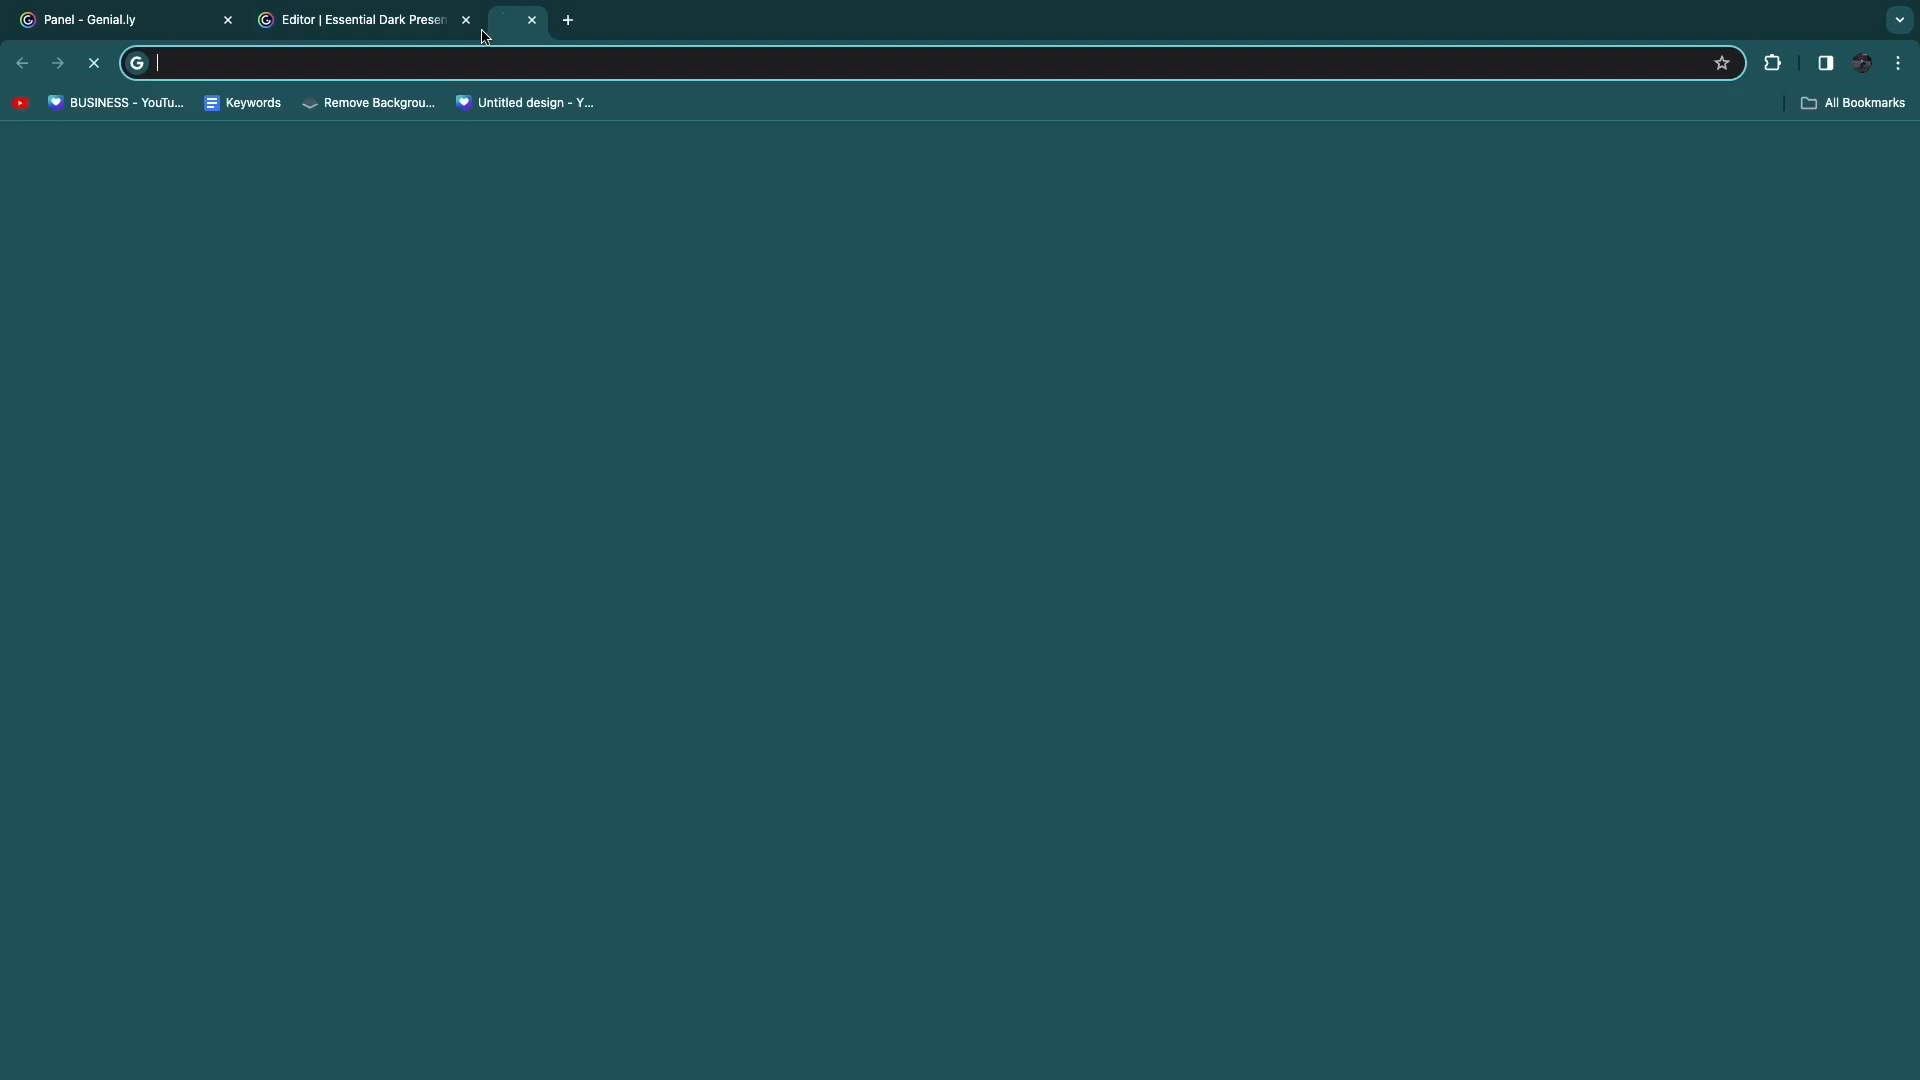 Panel - Genial.ly
Editor | Essential Dark Presen
BUSINESS - YouTu...
Keywords
Remove Backgrou...
Untitled design - Y...
All Bookmarks